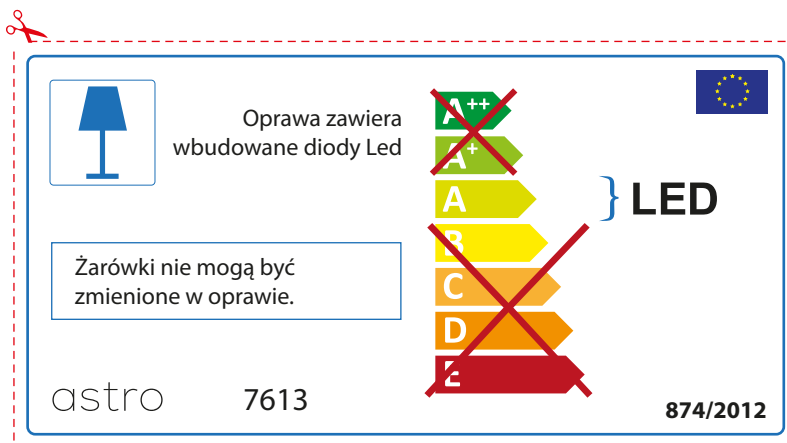 Oprawa zawiera
wbudowane diody Led
A++
A+
A
B
C
D
E
LED
Żarówki nie mogą być
zmienione w oprawie.
astro
7613
874/2012